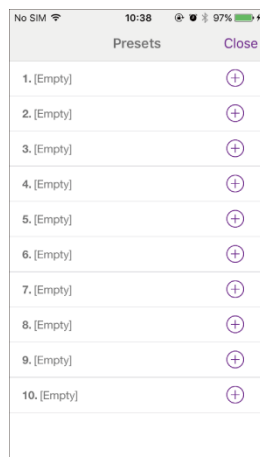 No SIM 10:38 97%
Presets Close
1. [Empty]
2. [Empty]
3. [Empty]
4. [Empty]
5. [Empty]
6. [Empty]
7. [Empty]
8. [Empty]
9. [Empty]
10. [Empty]